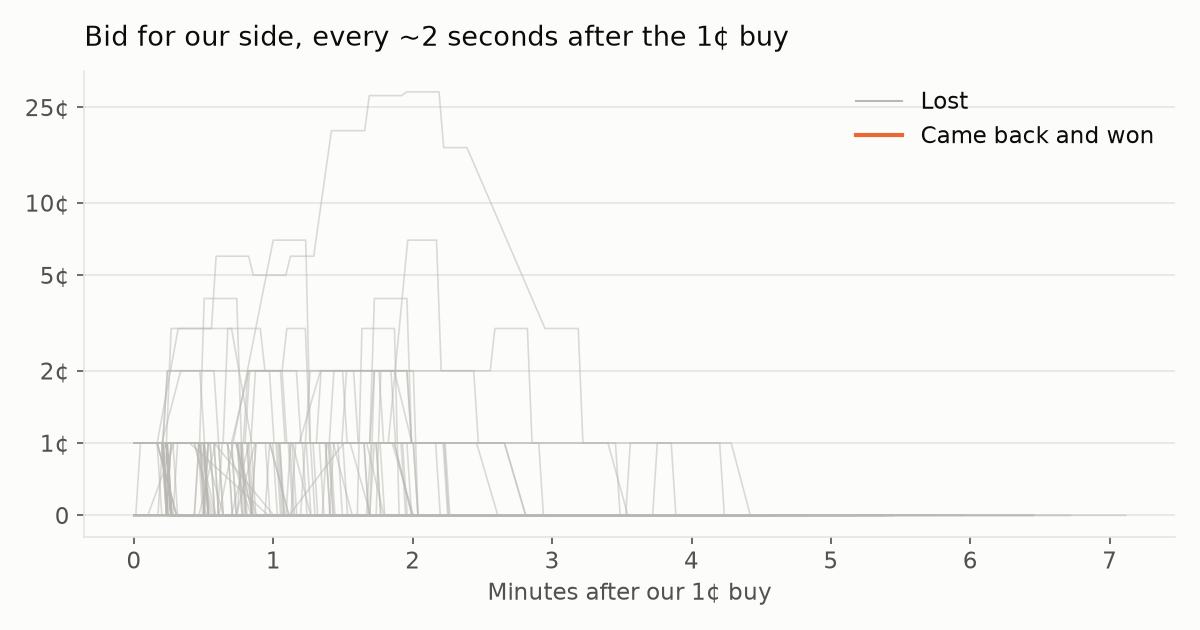 Bid for our side, every ~2 seconds after the 1¢ buy
Lost
Came back and won
25¢
10¢
5¢
2¢
1¢
0
0 1 2 3 4 5 6 7
Minutes after our 1¢ buy